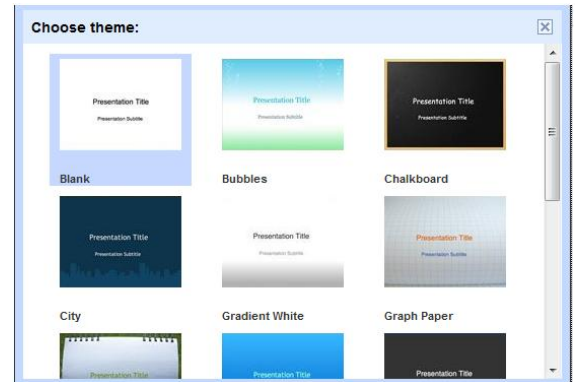 Choose theme:
Presentation Title
Presentation Subtitle
Blank
Presentation Title
Presentation Subtitle
Bubbles
Presentation Title
Presentation Subtitle
Chalkboard
Presentation Title
Presentation Subtitle
City
Presentation Title
Presentation Subtitle
Gradient White
Presentation Title
Presentation Subtitle
Graph Paper
Presentation Title
Presentation Title
Presentation Title